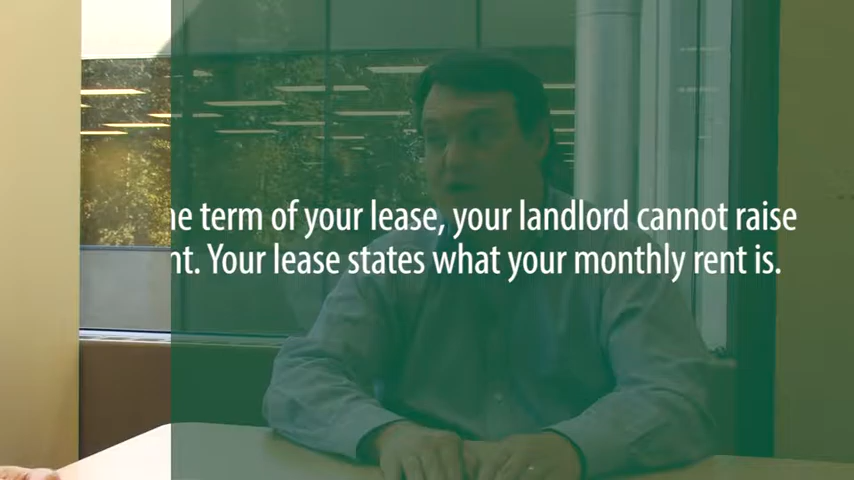 he term of your lease, your landlord cannot raise
nt. Your lease states what your monthly rent is.